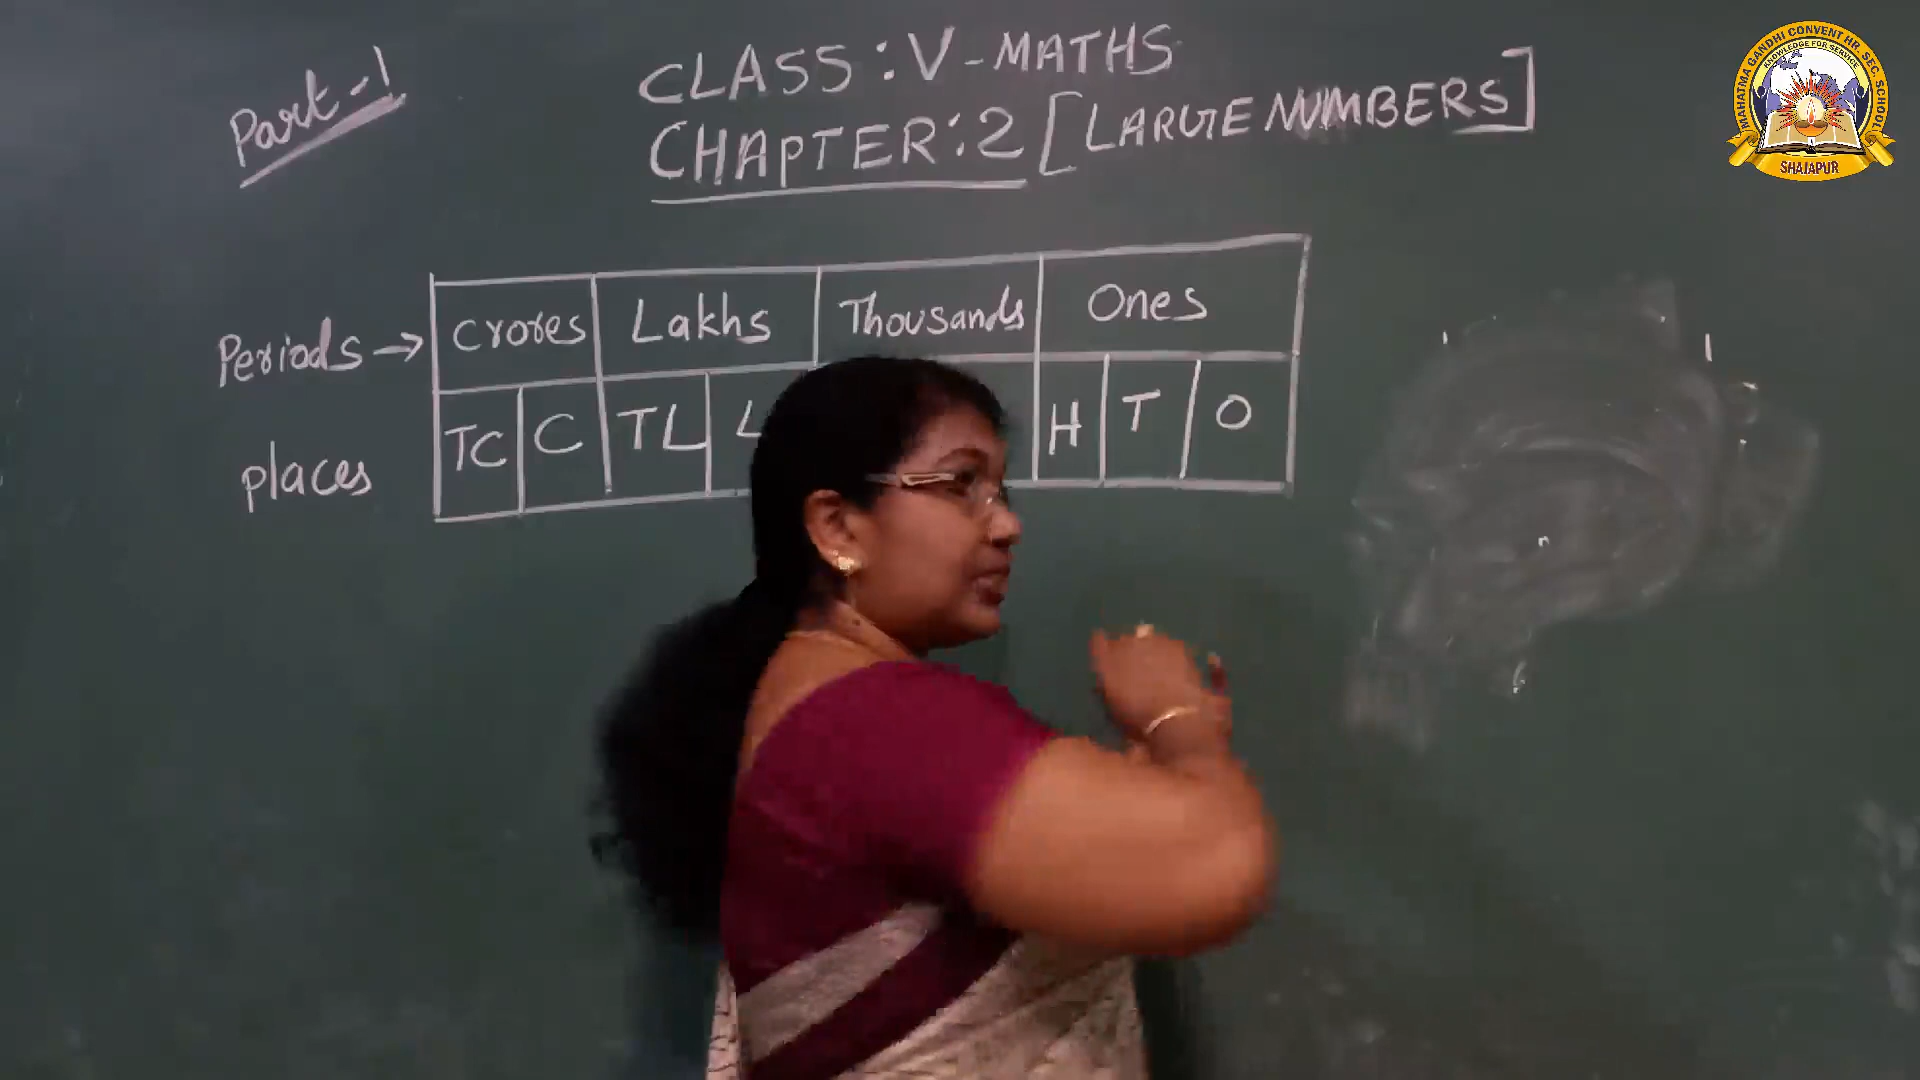 Part-1
CLASS: V-MATHS
CHAPTER: 2 [LARGE NUMBERS]
Periods → Crores Lakhs Thousands Ones
places TC C TL L H T O
MAHATMA GANDHI CONVENT HR. SEC. SCHOOL
KNOWLEDGE FOR SERVICE
SHAJAPUR